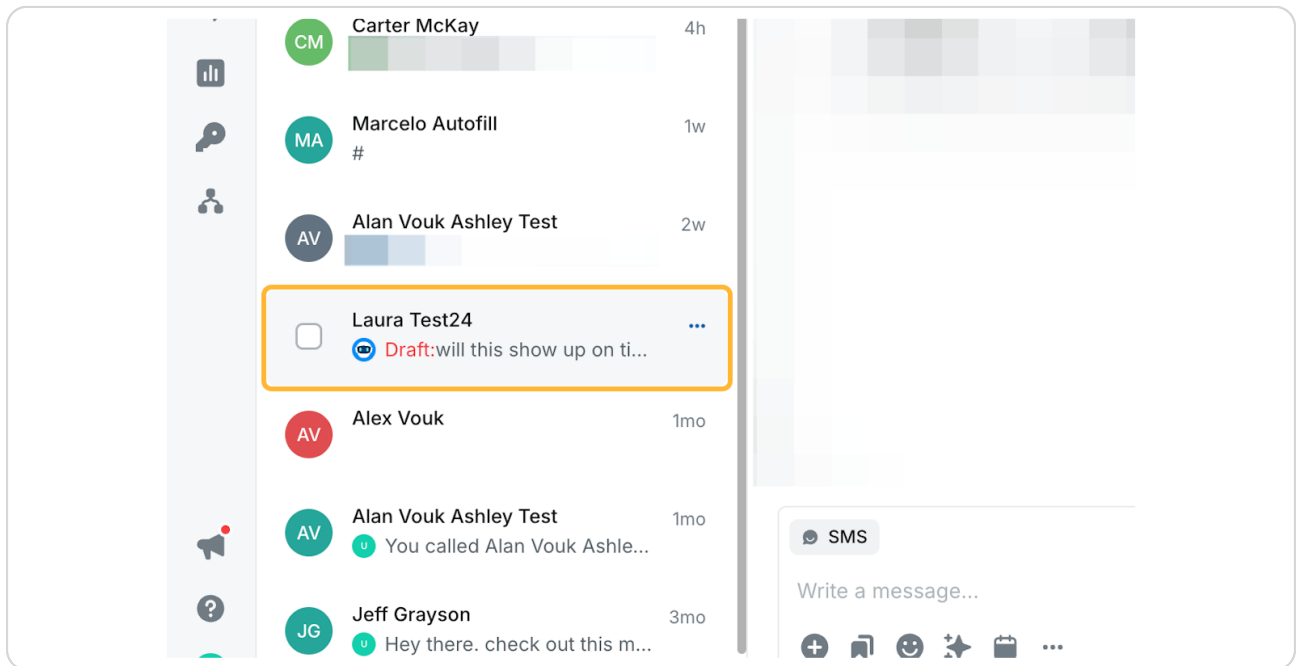 Carter McKay
4h
CM
Marcelo Autofill
1w
MA
#
Alan Vouk Ashley Test
2w
AV
Laura Test24
Draft:will this show up on ti...
Alex Vouk
1mo
AV
Alan Vouk Ashley Test
1mo
AV
U
You called Alan Vouk Ashle...
Jeff Grayson
3mo
JG
U
Hey there. check out this m...
SMS
Write a message...